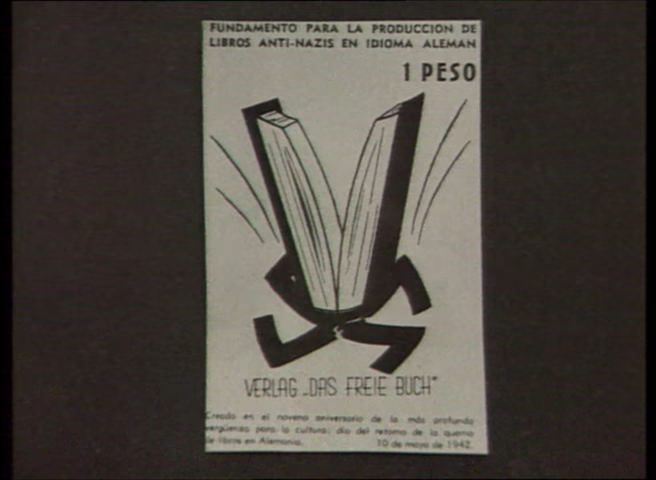 FUNDAMENTO PARA LA PRODUCCION DE
LIBROS ANTI-NAZIS EN IDIOMA ALEMAN
1 PESO
VERLAG „DAS FREIE BUCH"
Creado en el noveno aniversario de la más profunda
vergüenza para la cultura: día del retorno de la quema
de libros en Alemania. 10 de mayo de 1942.